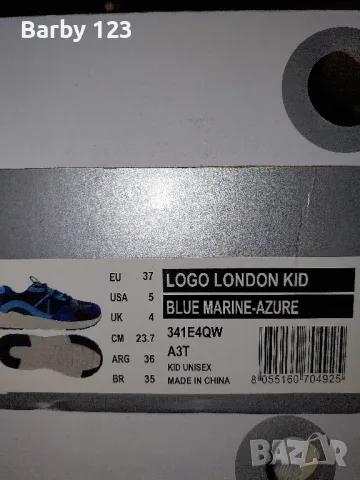 Barby 123
EU 37
USA 5
UK 4
CM 23.7
ARG 36
BR 35
LOGO LONDON KID
BLUE MARINE-AZURE
341E4QW
A3T
KID UNISEX
MADE IN CHINA
8 055160 704925
BAZAR